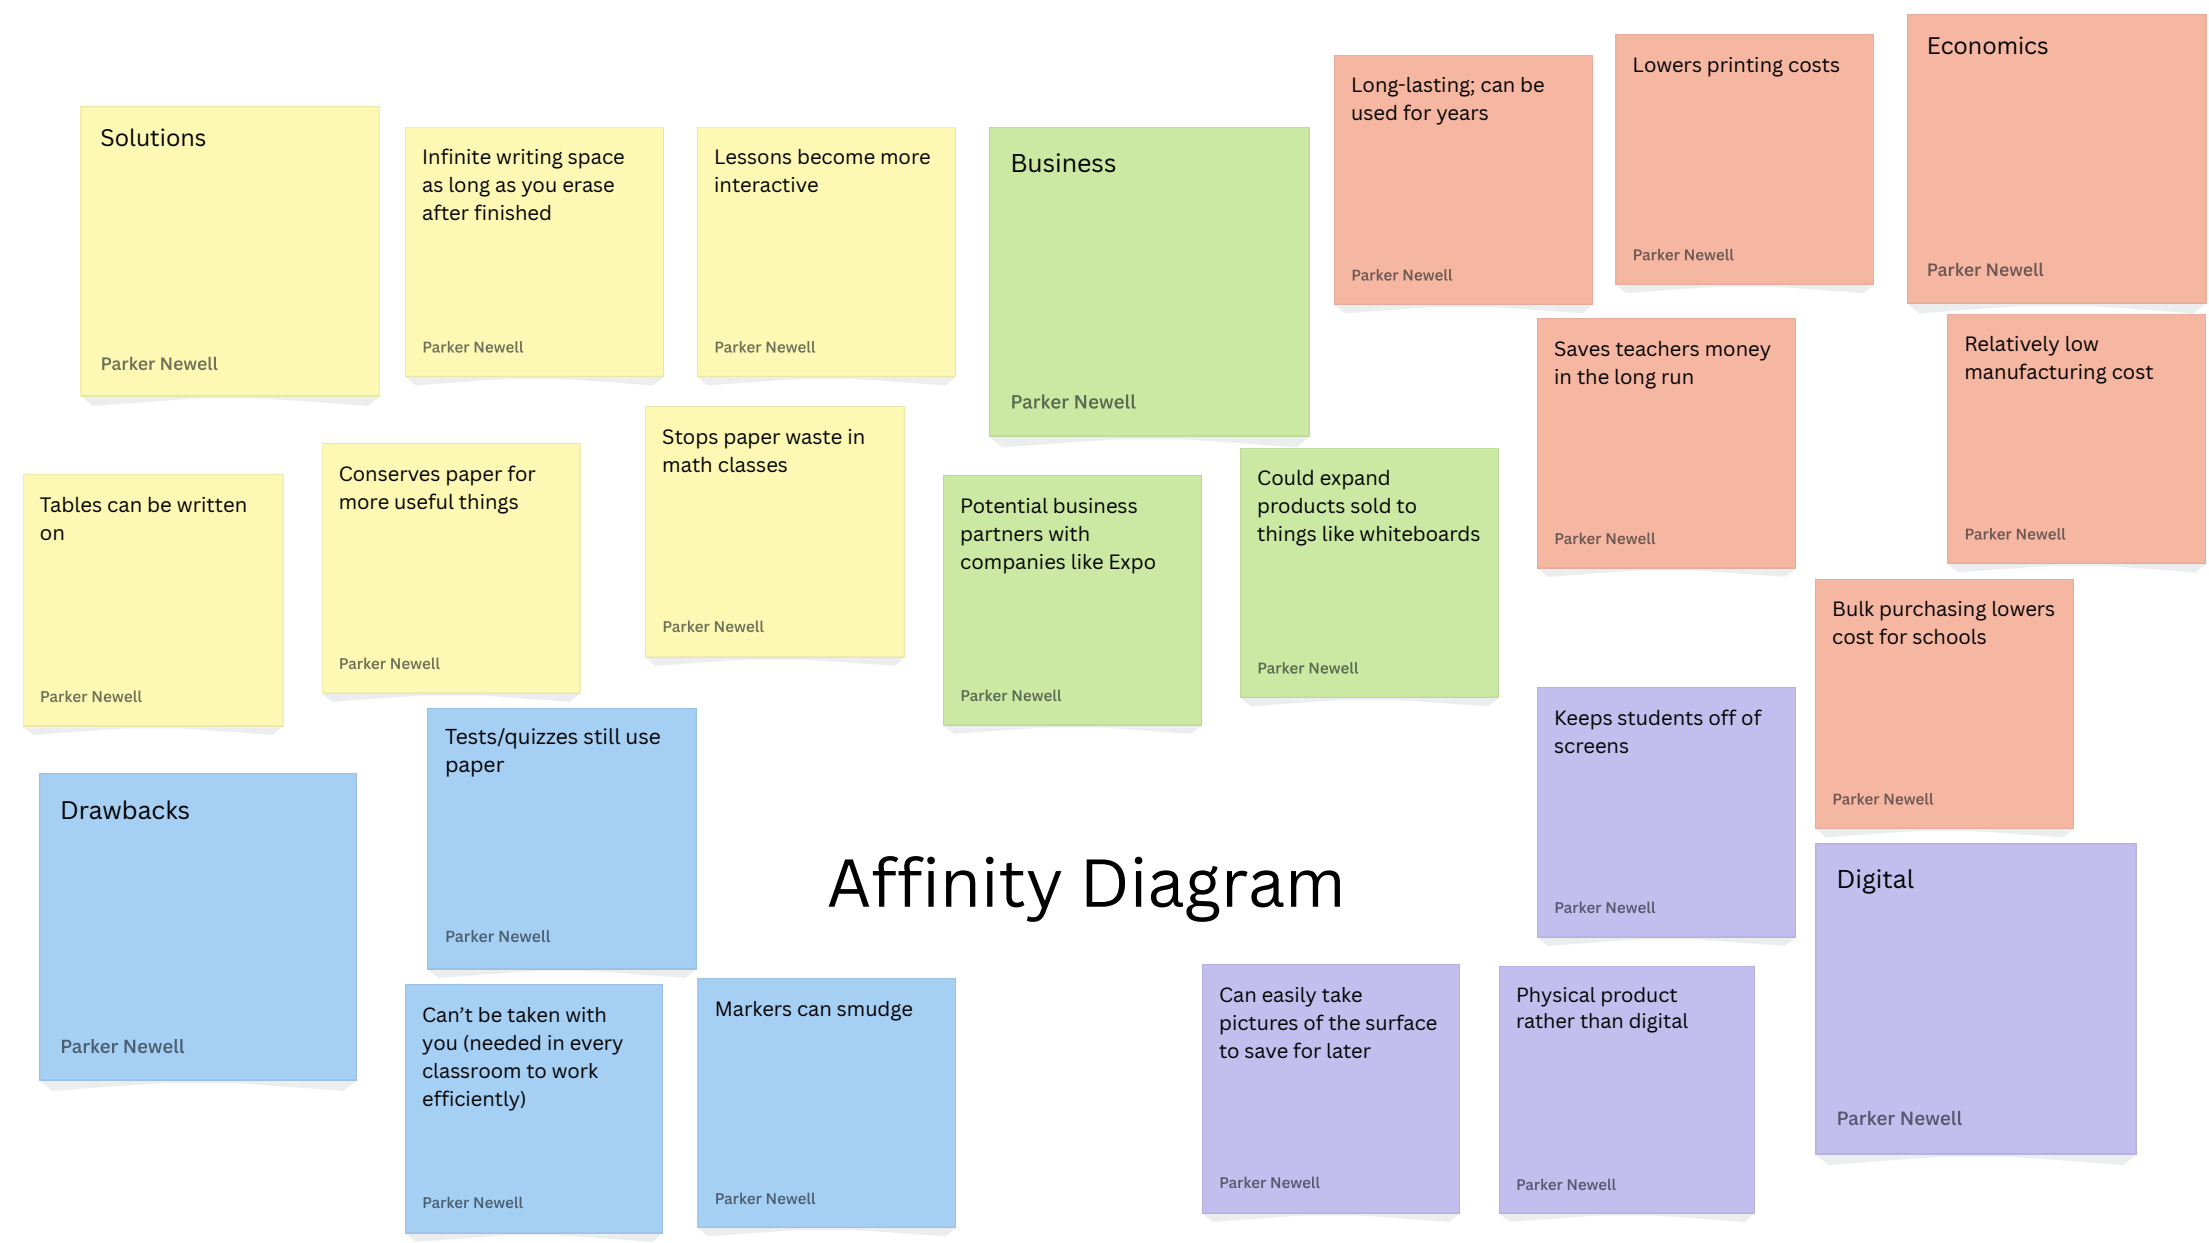 Solutions
Parker Newell
Infinite writing space
as long as you erase
after finished
Parker Newell
Lessons become more
interactive
Parker Newell
Tables can be written
on
Parker Newell
Conserves paper for
more useful things
Parker Newell
Stops paper waste in
math classes
Parker Newell
Business
Parker Newell
Potential business
partners with
companies like Expo
Parker Newell
Could expand
products sold to
things like whiteboards
Parker Newell
Long-lasting; can be
used for years
Parker Newell
Lowers printing costs
Parker Newell
Economics
Parker Newell
Saves teachers money
in the long run
Parker Newell
Relatively low
manufacturing cost
Parker Newell
Bulk purchasing lowers
cost for schools
Parker Newell
Drawbacks
Parker Newell
Tests/quizzes still use
paper
Parker Newell
Can’t be taken with
you (needed in every
classroom to work
efficiently)
Parker Newell
Markers can smudge
Parker Newell
Affinity Diagram
Keeps students off of
screens
Parker Newell
Digital
Parker Newell
Can easily take
pictures of the surface
to save for later
Parker Newell
Physical product
rather than digital
Parker Newell